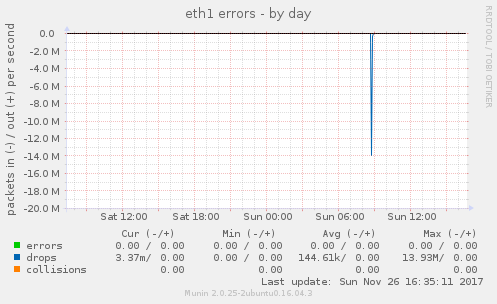 eth1 errors - by day
RRDTOOL / TOBI OETIKER
packets in (-) / out (+) per second
0.0
-2.0 M
-4.0 M
-6.0 M
-8.0 M
-10.0 M
-12.0 M
-14.0 M
-16.0 M
-18.0 M
-20.0 M
Sat 12:00 Sat 18:00 Sun 00:00 Sun 06:00 Sun 12:00
Cur (-/+) Min (-/+) Avg (-/+) Max (-/+)
errors 0.00 / 0.00 0.00 / 0.00 0.00 / 0.00 0.00 / 0.00
drops 3.37m/ 0.00 0.00 / 0.00 144.61k/ 0.00 13.93M/ 0.00
collisions 0.00 0.00 0.00 0.00
Last update: Sun Nov 26 16:35:11 2017
Munin 2.0.25-2ubuntu0.16.04.3